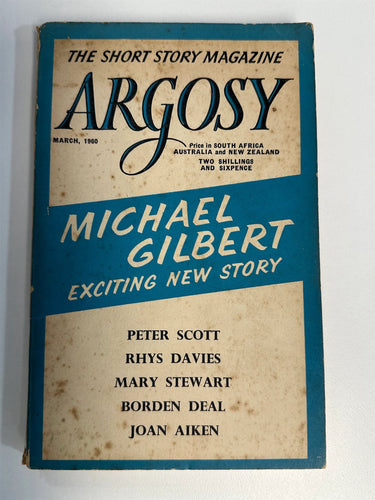 THE SHORT STORY MAGAZINE
ARGOSY
MARCH, 1960
Price in SOUTH AFRICA
AUSTRALIA and NEW ZEALAND
TWO SHILLINGS
AND SIXPENCE
MICHAEL
GILBERT
EXCITING NEW STORY
PETER SCOTT
RHYS DAVIES
MARY STEWART
BORDEN DEAL
JOAN AIKEN